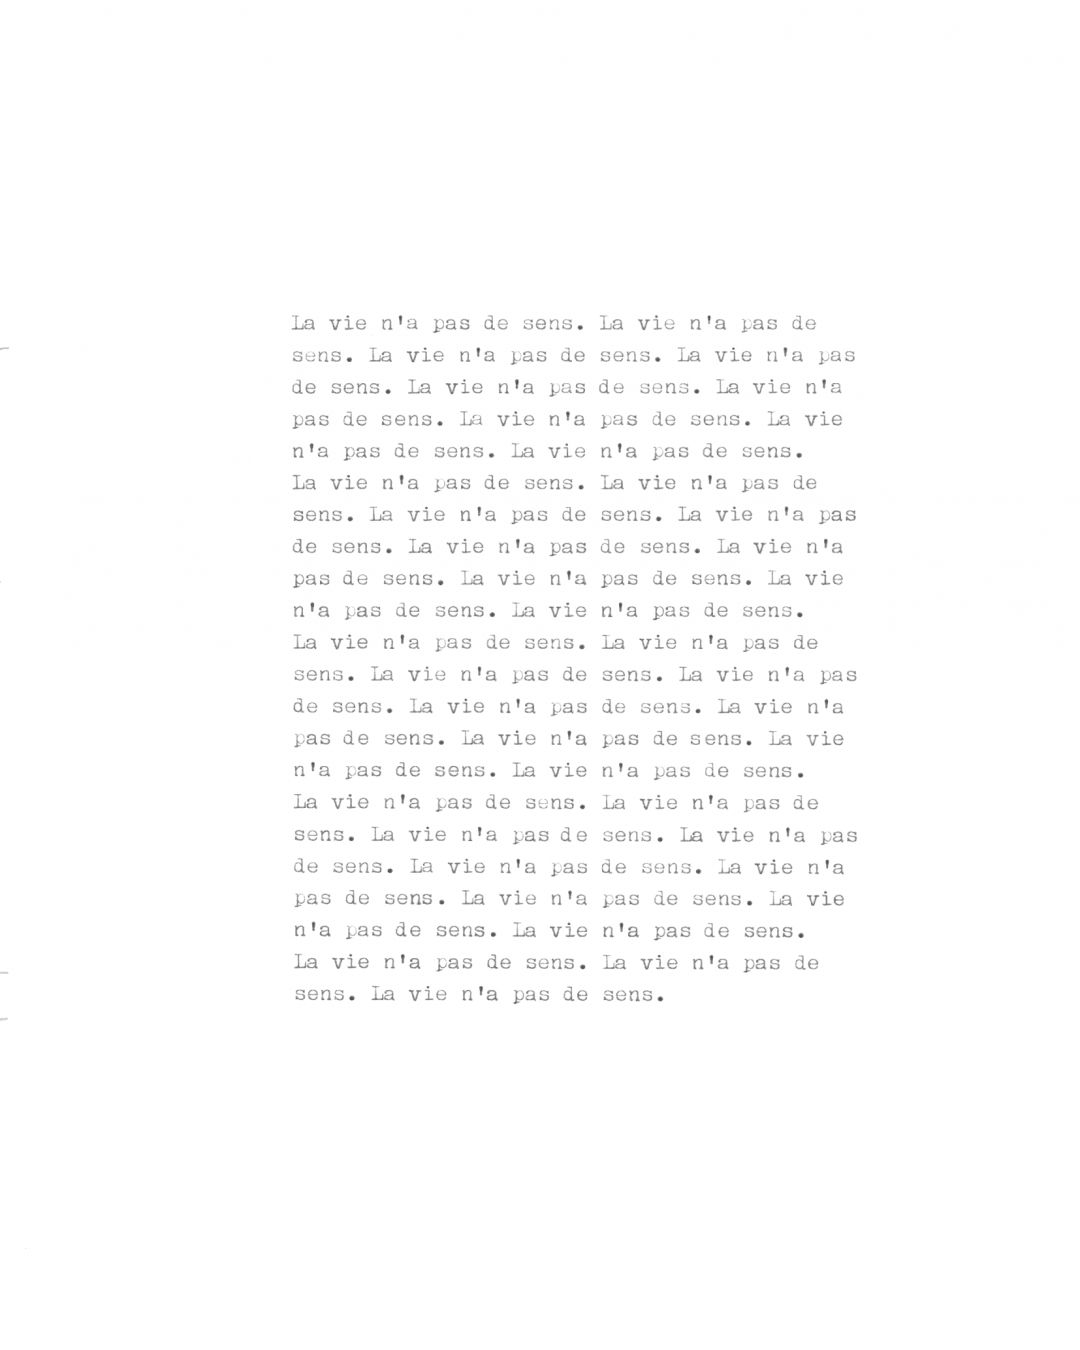 La vie n'a pas de sens. La vie n'a pas de
sens. La vie n'a pas de sens. La vie n'a pas
de sens. La vie n'a pas de sens. La vie n'a
pas de sens. La vie n'a pas de sens. La vie
n'a pas de sens. La vie n'a pas de sens.
La vie n'a pas de sens. La vie n'a pas de
sens. La vie n'a pas de sens. La vie n'a pas
de sens. La vie n'a pas de sens. La vie n'a
pas de sens. La vie n'a pas de sens. La vie
n'a pas de sens. La vie n'a pas de sens.
La vie n'a pas de sens. La vie n'a pas de
sens. La vie n'a pas de sens. La vie n'a pas
de sens. La vie n'a pas de sens. La vie n'a
pas de sens. La vie n'a pas de sens. La vie
n'a pas de sens. La vie n'a pas de sens.
La vie n'a pas de sens. La vie n'a pas de
sens. La vie n'a pas de sens. La vie n'a pas
de sens. La vie n'a pas de sens. La vie n'a
pas de sens. La vie n'a pas de sens. La vie
n'a pas de sens. La vie n'a pas de sens.
La vie n'a pas de sens. La vie n'a pas de
sens. La vie n'a pas de sens.